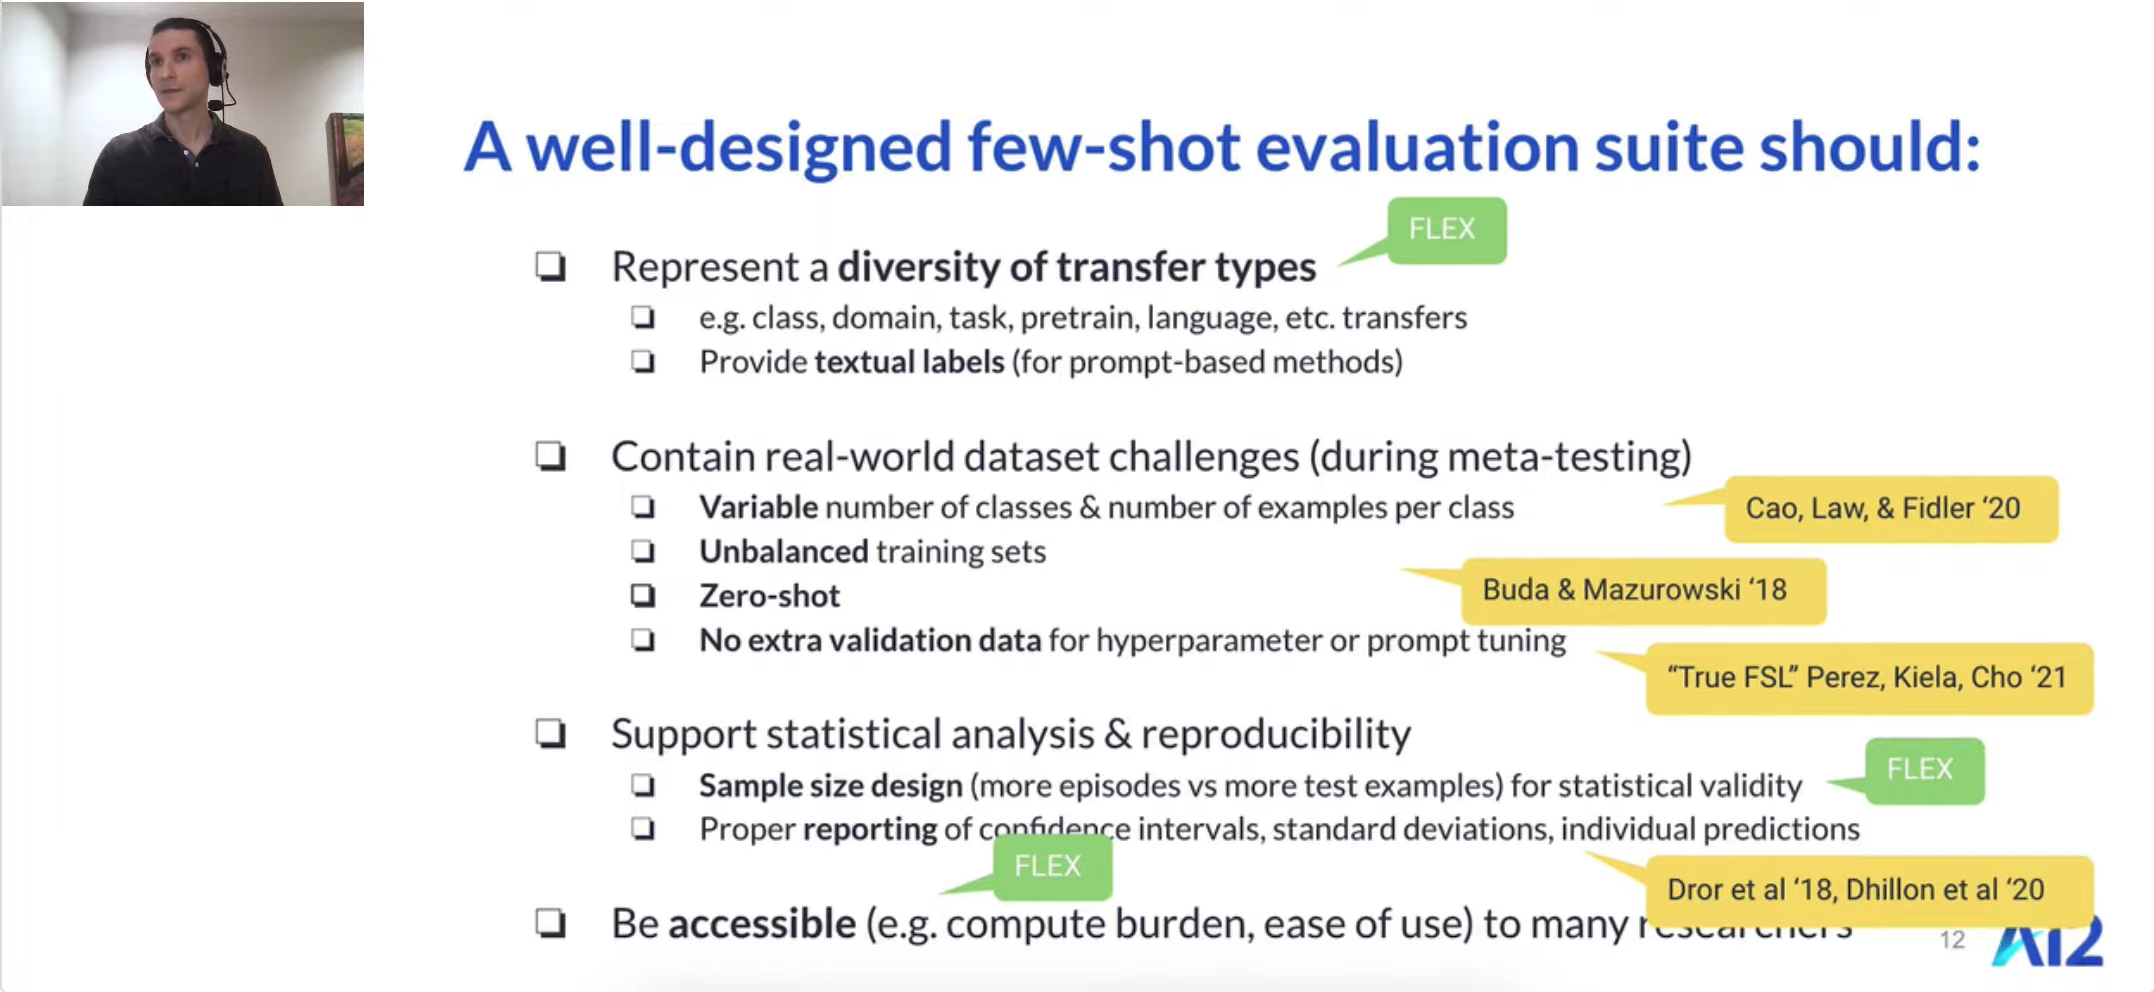 A well-designed few-shot evaluation suite should:
FLEX
Represent a diversity of transfer types
e.g. class, domain, task, pretrain, language, etc. transfers
Provide textual labels (for prompt-based methods)
Contain real-world dataset challenges (during meta-testing)
Variable number of classes & number of examples per class
Cao, Law, & Fidler ‘20
Unbalanced training sets
Buda & Mazurowski ‘18
Zero-shot
No extra validation data for hyperparameter or prompt tuning
“True FSL” Perez, Kiela, Cho ‘21
Support statistical analysis & reproducibility
Sample size design (more episodes vs more test examples) for statistical validity
FLEX
Proper reporting of confidence intervals, standard deviations, individual predictions
FLEX
Dror et al ‘18, Dhillon et al ‘20
Be accessible (e.g. compute burden, ease of use) to many researchers
12
AI2